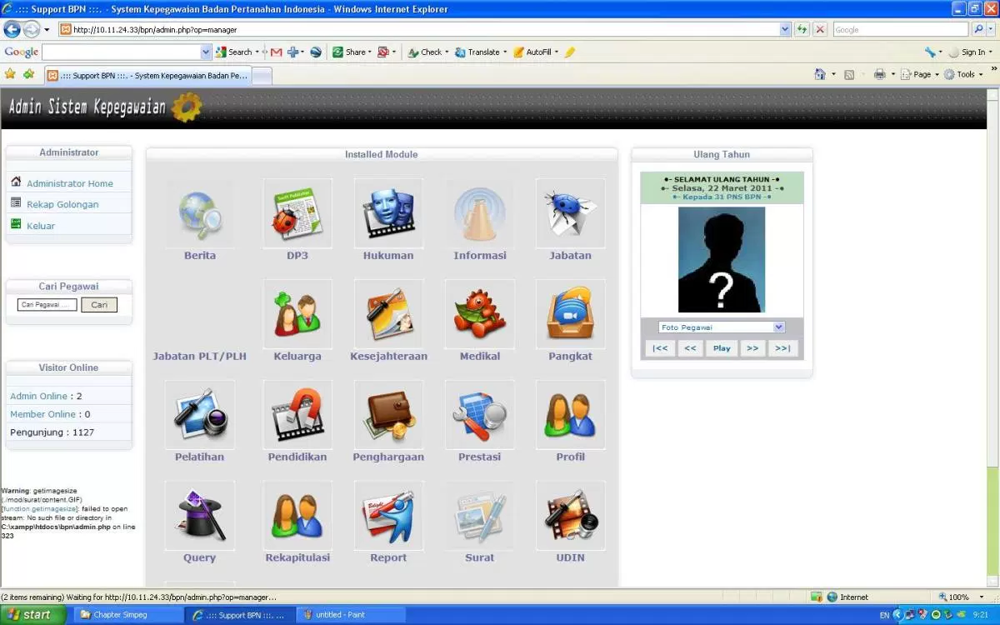 .::: Support BPN :::. - System Kepegawaian Badan Pertanahan Indonesia - Windows Internet Explorer
http://10.11.24.33/bpn/admin.php?op=manager
Google
Google
Search
Share
Check
Translate
AutoFill
Sign In
.::: Support BPN :::. - System Kepegawaian Badan Pe...
Page
Tools
Admin Sistem Kepegawaian
Administrator
Administrator Home
Rekap Golongan
Keluar
Cari Pegawai
Cari Pegawai ....
Cari
Visitor Online
Admin Online : 2
Member Online : 0
Pengunjung : 1127
Warning: getimagesize
(./mod/surat/content.GIF)
[function.getimagesize]: failed to open
stream: No such file or directory in
C:\xampp\htdocs\bpn\admin.php on line
323
Installed Module
Berita
Swift Publisher
DP3
Hukuman
Informasi
Jabatan
Jabatan PLT/PLH
Keluarga
Kesejahteraan
Medikal
Pangkat
Pelatihan
Pendidikan
Penghargaan
Prestasi
Profil
Query
Rekapitulasi
Report
Surat
UDIN
Ulang Tahun
•- SELAMAT ULANG TAHUN -•
•- Selasa, 22 Maret 2011 -•
•- Kepada 31 PNS BPN -•
?
Foto Pegawai
|<<
<<
Play
>>
>>|
(2 items remaining) Waiting for http://10.11.24.33/bpn/admin.php?op=manager...
Internet
100%
start
Chapter Simpeg
.::: Support BPN :::. ...
untitled - Paint
EN
9:21